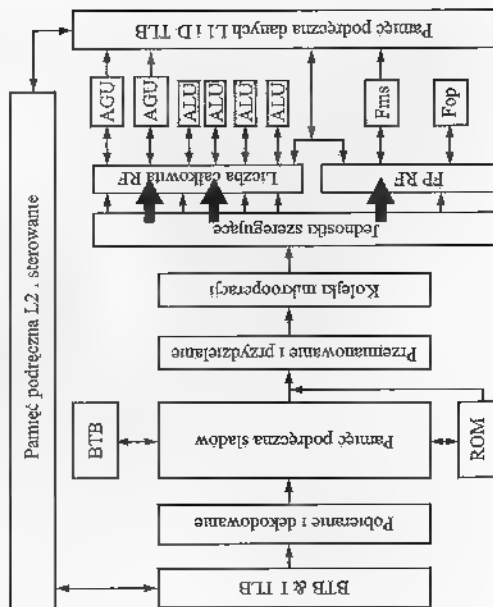 Pamięć podręczna L2 i sterowanie
BTB & I TLB
Pobieranie i dekodowanie
BTB
Pamięć podręczna śladów
ROM
Przemianowanie i przydzielanie
Kolejki mikrooperacji
Jednostki szeregujące
Liczba całkowita RF
FP RF
AGU
AGU
ALU
ALU
ALU
ALU
Fms
Fop
Pamięć podręczna danych L1 i D-TLB